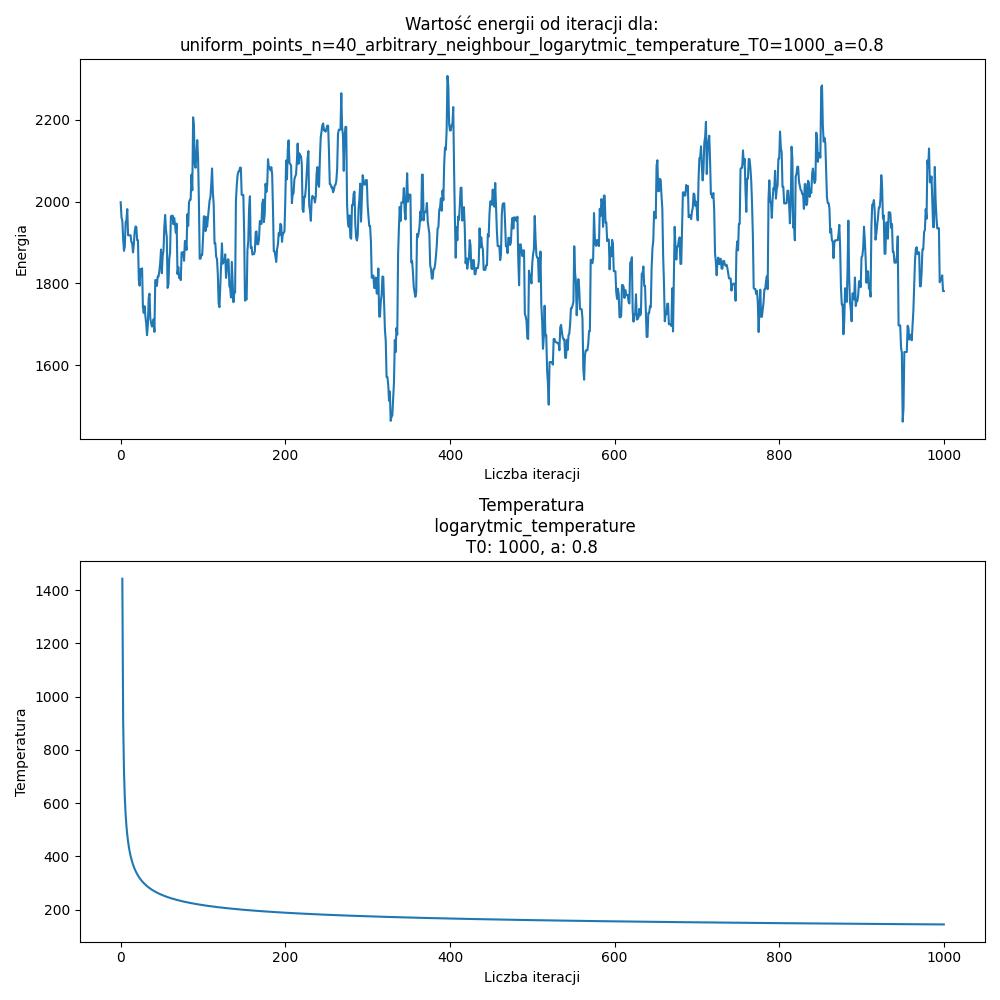 Wartość energii od iteracji dla:
uniform_points_n=40_arbitrary_neighbour_logarytmic_temperature_T0=1000_a=0.8
2200
2000
1800
1600
Energia
0 200 400 600 800 1000
Liczba iteracji
Temperatura
logarytmic_temperature
T0: 1000, a: 0.8
1400
1200
1000
800
600
400
200
Temperatura
0 200 400 600 800 1000
Liczba iteracji